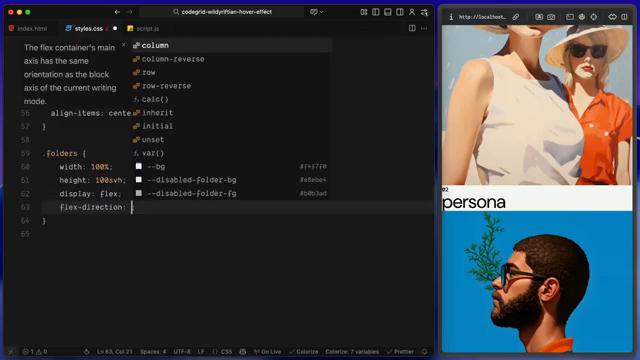 codegrid-wildyriftian-hover-effect
index.html
styles.css
script.js
The flex container's main
axis has the same
orientation as the block
axis of the current writing
mode.
column
column-reverse
row
row-reverse
calc()
inherit
initial
unset
var()
--bg #f4f7f0
--disabled-folder-bg #e8ebe4
--disabled-folder-fg #b0b3ad
56 align-items: cente
57 }
58
59 .folders {
60 width: 100%;
61 height: 100svh;
62 display: flex;
63 flex-direction: ;
64 }
65
Ln 63, Col 21 Spaces: 4 UTF-8 LF {} CSS Go Live Colorize Colorize: 7 variables Prettier
http://localhost...
02
persona